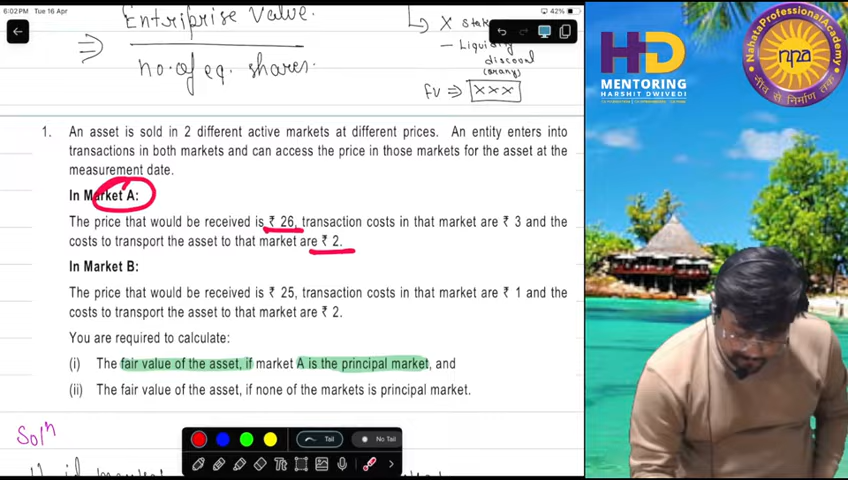 6:02PM Tue 16 Apr
42%
Entriprise Value.
⇒
no. of eq. shares.
X
- Liquidity
discount
FV ⇒ XXX
1. An asset is sold in 2 different active markets at different prices. An entity enters into
transactions in both markets and can access the price in those markets for the asset at the
measurement date.
In Market A:
The price that would be received is ₹ 26, transaction costs in that market are ₹ 3 and the
costs to transport the asset to that market are ₹ 2.
In Market B:
The price that would be received is ₹ 25, transaction costs in that market are ₹ 1 and the
costs to transport the asset to that market are ₹ 2.
You are required to calculate:
(i) The fair value of the asset, if market A is the principal market, and
(ii) The fair value of the asset, if none of the markets is principal market.
Solⁿ
Tail
No Tail
if market
HD
MENTORING
HARSHIT DWIVEDI
NahataProfessionalAcademy
npa
नींव से निर्माण तक